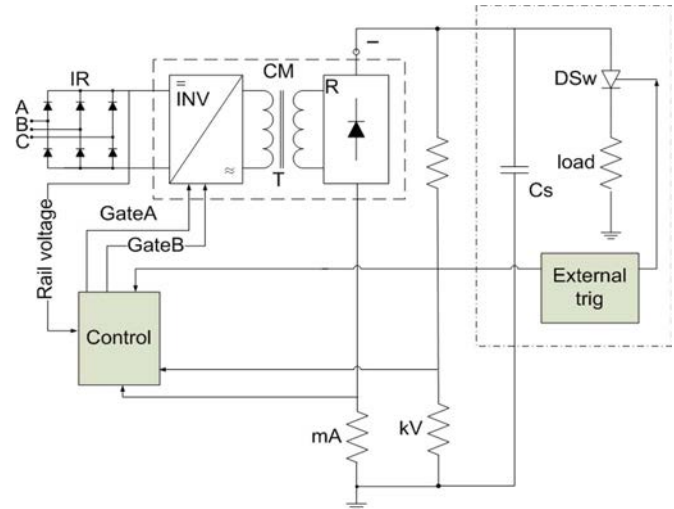 IR
CM
A
B
C
INV
R
T
DSw
load
Cs
Rail voltage
GateA
GateB
External
trig
Control
mA
kV